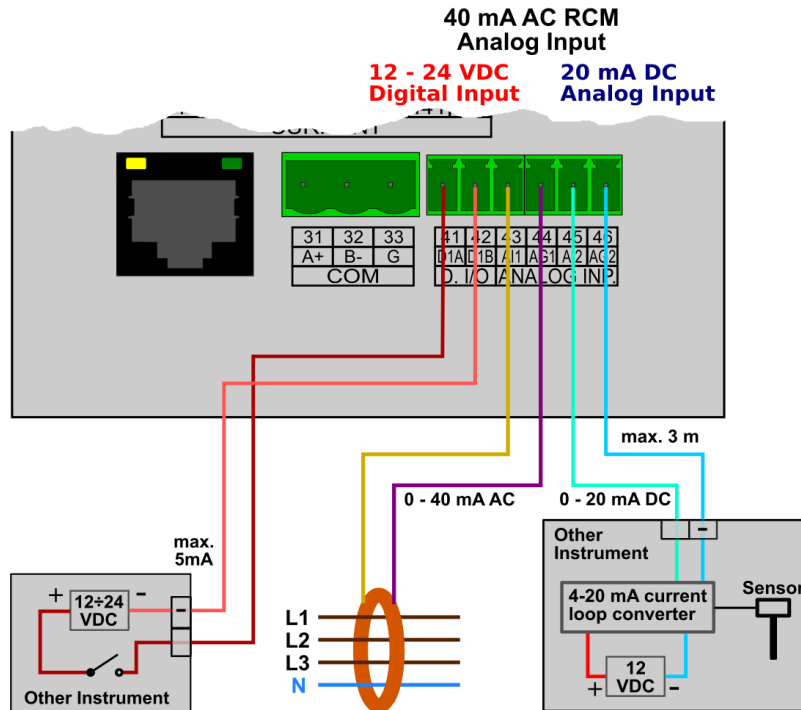 40 mA AC RCM
Analog Input
12 - 24 VDC
Digital Input
20 mA DC
Analog Input
31 32 33
A+ B- G
COM
41 42 43 44 45 46
D1A D1B AI1 AG1 AI2 AG2
D. I/O ANALOG INP.
max. 3 m
0 - 40 mA AC
0 - 20 mA DC
max.
5mA
+ 12÷24 VDC -
-
Other Instrument
L1
L2
L3
N
-
Other
Instrument
4-20 mA current
loop converter
Sensor
+ 12 VDC -